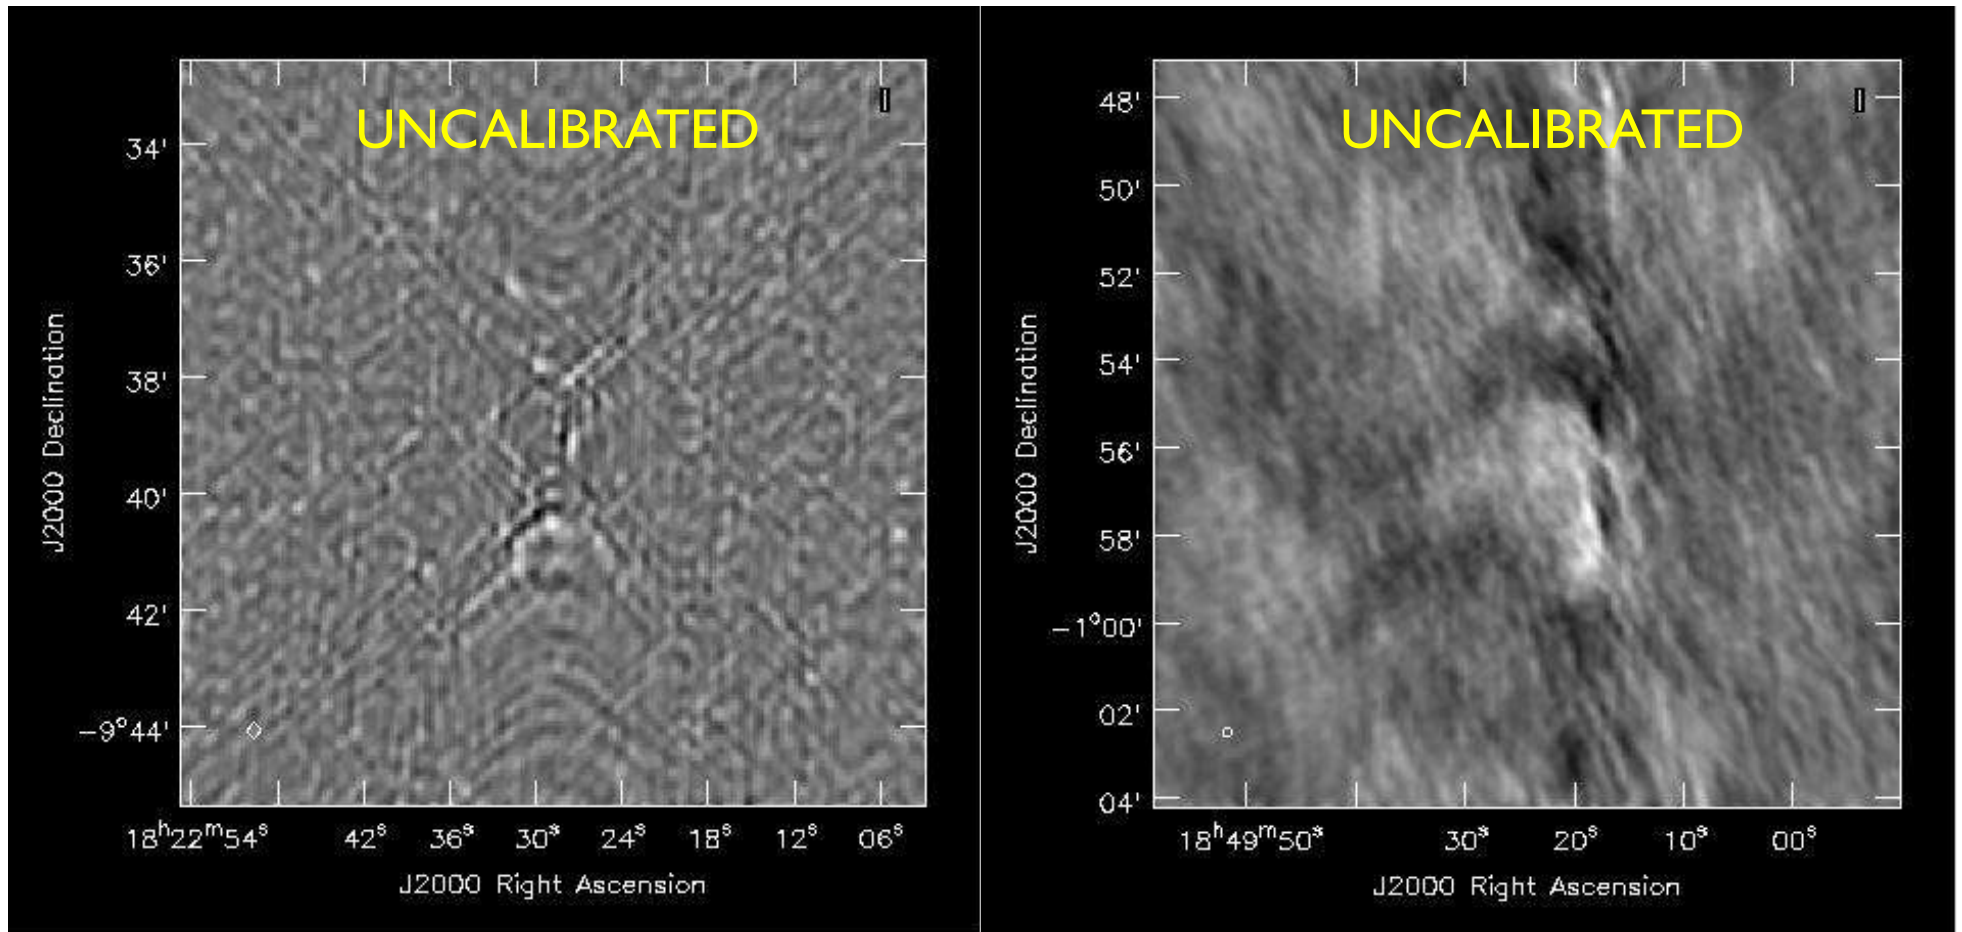 UNCALIBRATED
34'
36'
38'
40'
42'
−9°44'
J2000 Declination
18ʰ22ᵐ54ˢ 42ˢ 36ˢ 30ˢ 24ˢ 18ˢ 12ˢ 06ˢ
J2000 Right Ascension
UNCALIBRATED
48'
50'
52'
54'
56'
58'
−1°00'
02'
04'
J2000 Declination
18ʰ49ᵐ50ˢ 30ˢ 20ˢ 10ˢ 00ˢ
J2000 Right Ascension